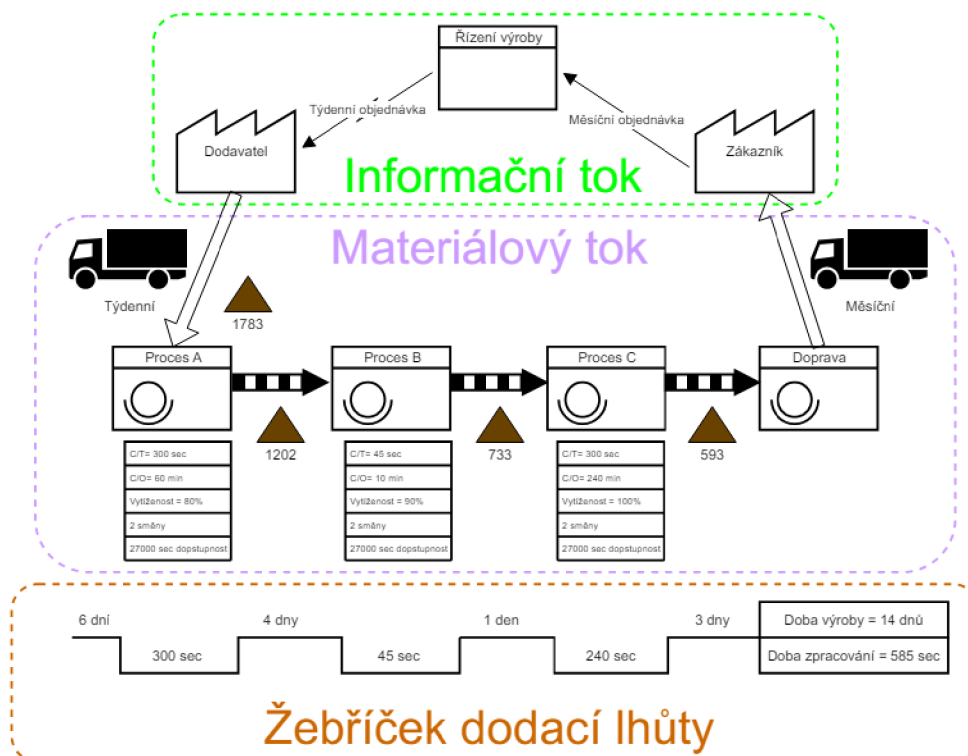 Řízení výroby
Týdenní objednávka
Měsíční objednávka
Dodavatel
Zákazník
Informační tok
Materiálový tok
Týdenní
Měsíční
1783
Proces A
Proces B
Proces C
Doprava
1202
733
593
C/T= 300 sec
C/O= 60 min
Vytíženost = 80%
2 směny
27000 sec dopstupnost
C/T= 45 sec
C/O= 10 min
Vytíženost = 90%
2 směny
27000 sec dopstupnost
C/T= 300 sec
C/O= 240 min
Vytíženost = 100%
2 směny
27000 sec dopstupnost
6 dní
4 dny
1 den
3 dny
Doba výroby = 14 dnů
300 sec
45 sec
240 sec
Doba zpracování = 585 sec
Žebříček dodací lhůty